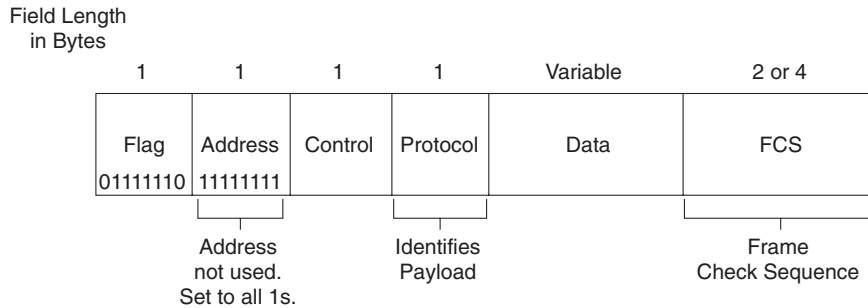 Field Length
in Bytes
1 1 1 1 Variable 2 or 4
Flag Address Control Protocol Data FCS
01111110 11111111
Address Identifies Frame
not used. Payload Check Sequence
Set to all 1s.